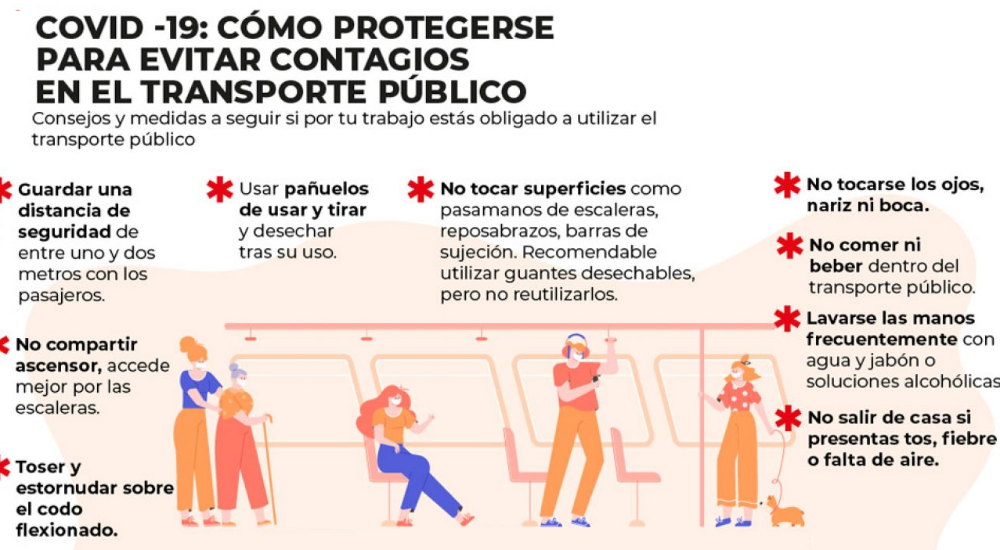 COVID -19: CÓMO PROTEGERSE
PARA EVITAR CONTAGIOS
EN EL TRANSPORTE PÚBLICO
Consejos y medidas a seguir si por tu trabajo estás obligado a utilizar el
transporte público
Guardar una
distancia de
seguridad de
entre uno y dos
metros con los
pasajeros.
No compartir
ascensor, accede
mejor por las
escaleras.
Toser y
estornudar sobre
el codo
flexionado.
Usar pañuelos
de usar y tirar
y desechar
tras su uso.
No tocar superficies como
pasamanos de escaleras,
reposabrazos, barras de
sujeción. Recomendable
utilizar guantes desechables,
pero no reutilizarlos.
No tocarse los ojos,
nariz ni boca.
No comer ni
beber dentro del
transporte público.
Lavarse las manos
frecuentemente con
agua y jabón o
soluciones alcohólicas
No salir de casa si
presentas tos, fiebre
o falta de aire.